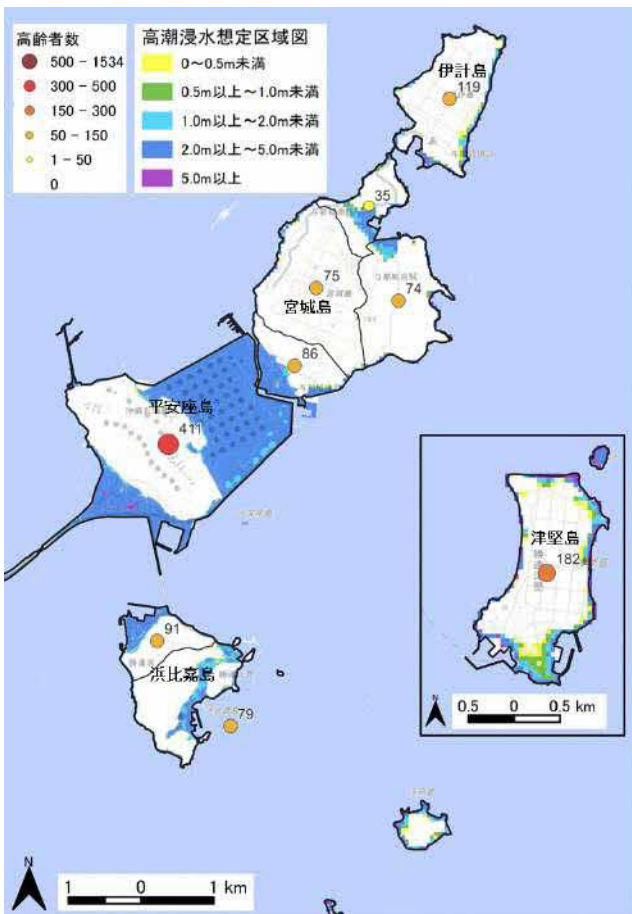 高齢者数
500 - 1534
300 - 500
150 - 300
50 - 150
1 - 50
0
高潮浸水想定区域図
0～0.5m未満
0.5m以上～1.0m未満
1.0m以上～2.0m未満
2.0m以上～5.0m未満
5.0m以上
伊計島
119
35
75
74
宮城島
86
平安座島
411
津堅島
182
0.5 0 0.5 km
N
91
浜比嘉島
79
N
1 0 1 km